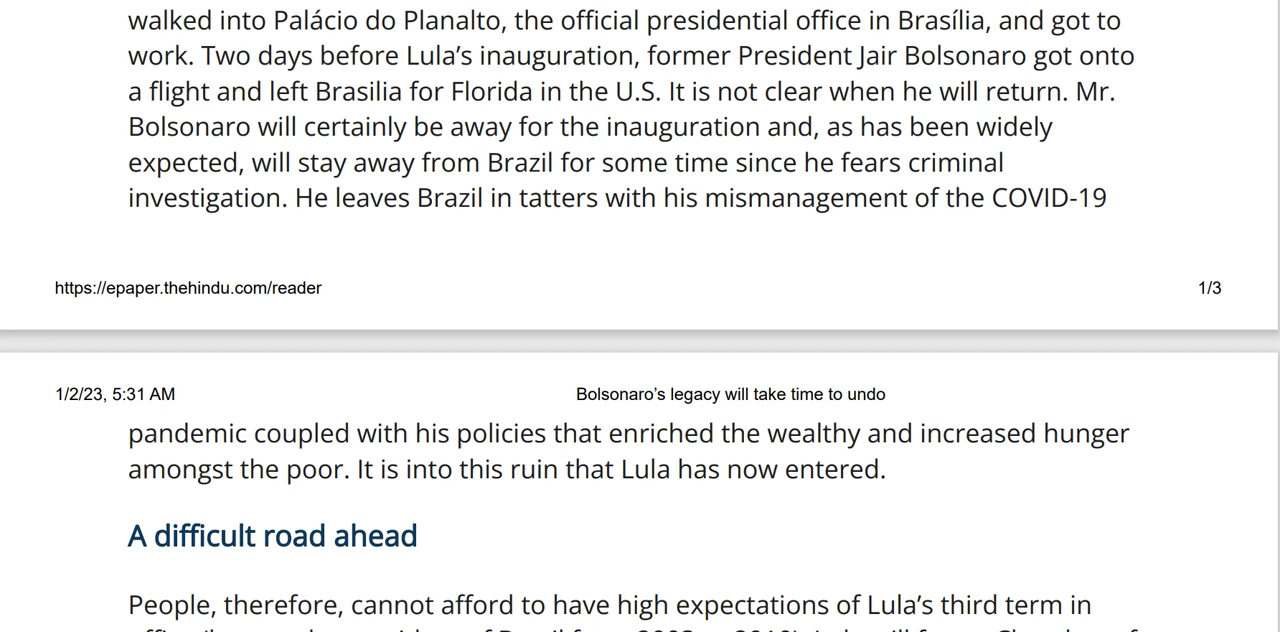 walked into Palácio do Planalto, the official presidential office in Brasília, and got to
work. Two days before Lula’s inauguration, former President Jair Bolsonaro got onto
a flight and left Brasilia for Florida in the U.S. It is not clear when he will return. Mr.
Bolsonaro will certainly be away for the inauguration and, as has been widely
expected, will stay away from Brazil for some time since he fears criminal
investigation. He leaves Brazil in tatters with his mismanagement of the COVID-19
https://epaper.thehindu.com/reader 1/3
1/2/23, 5:31 AM Bolsonaro’s legacy will take time to undo
pandemic coupled with his policies that enriched the wealthy and increased hunger
amongst the poor. It is into this ruin that Lula has now entered.
A difficult road ahead
People, therefore, cannot afford to have high expectations of Lula’s third term in